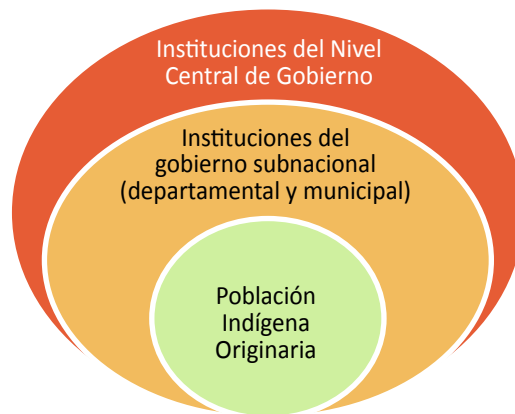 Instituciones del Nivel
Central de Gobierno
Instituciones del
gobierno subnacional
(departamental y municipal)
Población
Indígena
Originaria